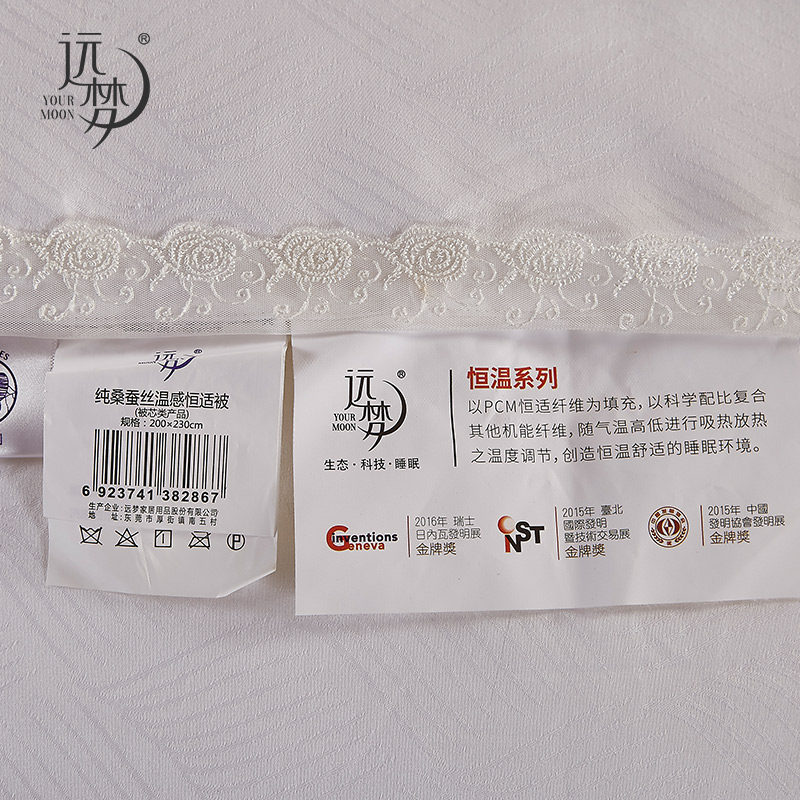 远梦®
YOUR
MOON
远梦®
纯桑蚕丝温感恒适被
(被芯类产品)
规格:200×230cm
6 923741 382867
生产企业:远梦家居用品股份有限公司
地 址:东莞市厚街镇南五村
远梦®
YOUR
MOON
生态·科技·睡眠
恒温系列
以PCM恒适纤维为填充,以科学配比复合
其他机能纤维,随气温高低进行吸热放热
之温度调节,创造恒温舒适的睡眠环境。
inventions
Geneva
2016年 瑞士
日內瓦發明展
金牌獎
INST
2015年 臺北
國際發明
暨技術交易展
金牌獎
2015年 中國
發明協會發明展
金牌獎